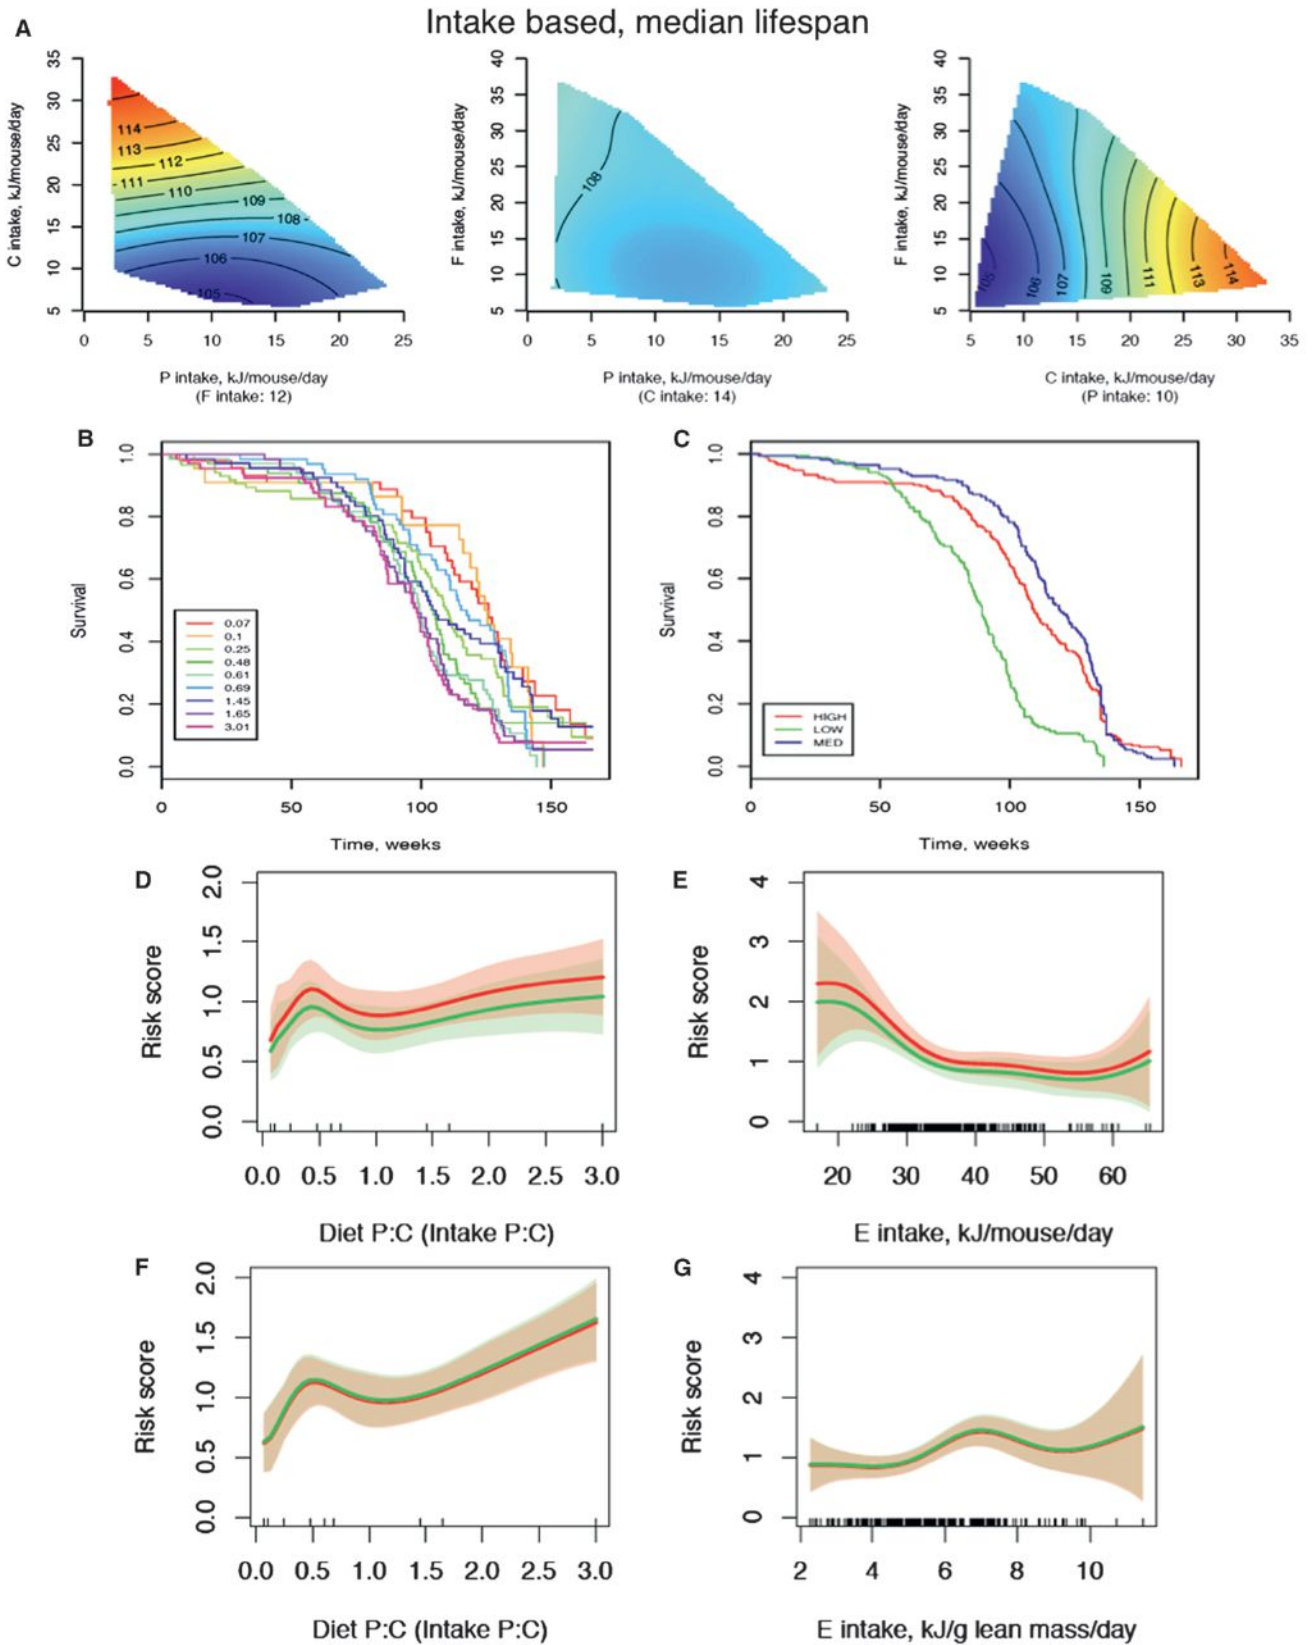 Intake based, median lifespan
A
C intake, kJ/mouse/day
5 10 15 20 25 30 35
114
113
112
111
110
109
108
107
106
105
0 5 10 15 20 25
P intake, kJ/mouse/day
(F intake: 12)
F intake, kJ/mouse/day
5 10 15 20 25 30 35 40
108
0 5 10 15 20 25
P intake, kJ/mouse/day
(C intake: 14)
F intake, kJ/mouse/day
5 10 15 20 25 30 35 40
105
106
107
109
111
113
114
5 10 15 20 25 30 35
C intake, kJ/mouse/day
(P intake: 10)
B
Survival
0.0 0.2 0.4 0.6 0.8 1.0
0.07
0.1
0.25
0.48
0.61
0.69
1.45
1.65
3.01
0 50 100 150
Time, weeks
C
Survival
0.0 0.2 0.4 0.6 0.8 1.0
HIGH
LOW
MED
0 50 100 150
Time, weeks
D
Risk score
0.0 0.5 1.0 1.5 2.0
0.0 0.5 1.0 1.5 2.0 2.5 3.0
Diet P:C (Intake P:C)
E
Risk score
0 1 2 3 4
20 30 40 50 60
E intake, kJ/mouse/day
F
Risk score
0.0 0.5 1.0 1.5 2.0
0.0 0.5 1.0 1.5 2.0 2.5 3.0
Diet P:C (Intake P:C)
G
Risk score
0 1 2 3 4
2 4 6 8 10
E intake, kJ/g lean mass/day